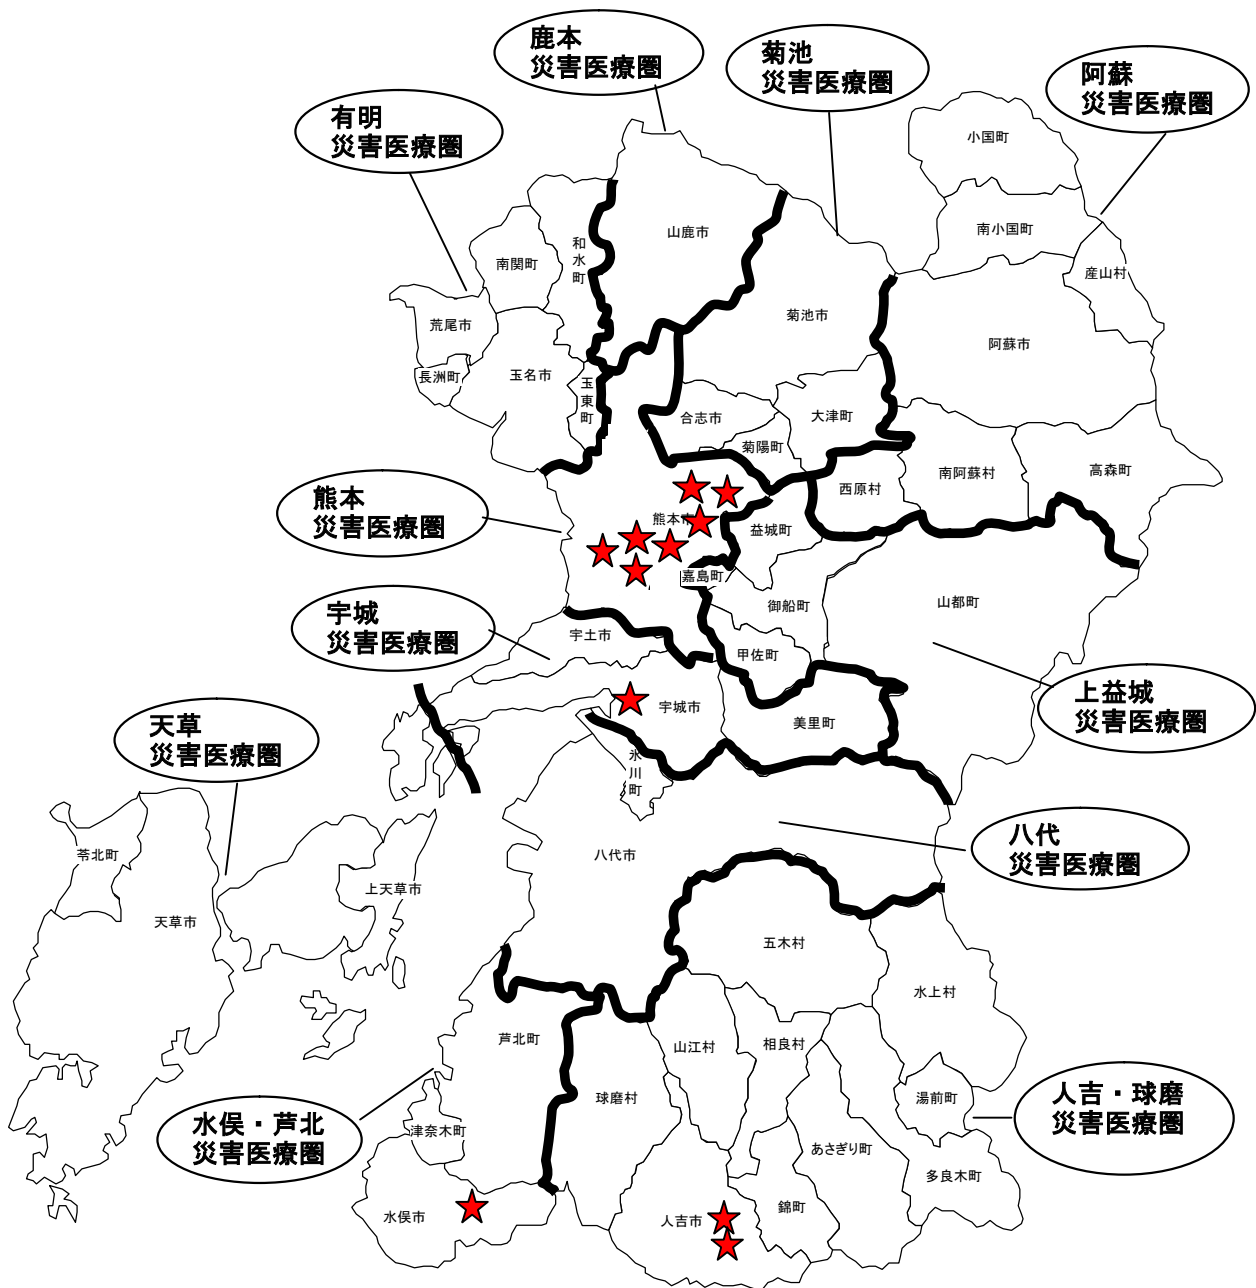 鹿本
災害医療圏
菊池
災害医療圏
阿蘇
災害医療圏
有明
災害医療圏
小国町
南小国町
産山村
山鹿市
和水町
南関町
荒尾市
長洲町
玉名市
玉東町
菊池市
阿蘇市
合志市
菊陽町
大津町
西原村
南阿蘇村
高森町
熊本
災害医療圏
熊本市
益城町
嘉島町
御船町
山都町
甲佐町
宇城
災害医療圏
宇土市
宇城市
美里町
上益城
災害医療圏
天草
災害医療圏
氷川町
八代市
八代
災害医療圏
苓北町
天草市
上天草市
五木村
水上村
芦北町
山江村
相良村
球磨村
湯前町
人吉・球磨
災害医療圏
水俣・芦北
災害医療圏
津奈木町
あさぎり町
多良木町
水俣市
人吉市
錦町